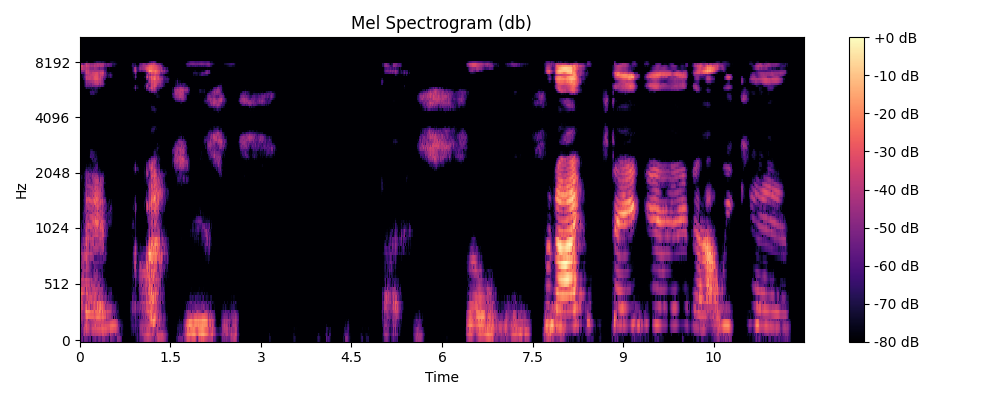 Mel Spectrogram (db)
Hz
8192
4096
2048
1024
512
0
0 1.5 3 4.5 6 7.5 9 10
Time
+0 dB
-10 dB
-20 dB
-30 dB
-40 dB
-50 dB
-60 dB
-70 dB
-80 dB